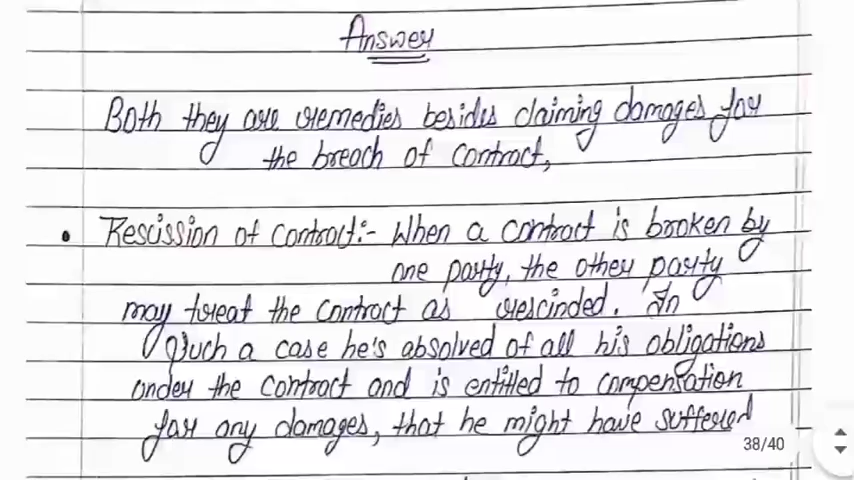 Answer
Both they are remedies besides claiming damages for
the breach of contract,
• Rescission of contract:- When a contract is broken by
one party, the other party
may treat the contract as rescinded. In
Such a case he's absolved of all his obligations
under the contract and is entitled to compensation
for any damages, that he might have suffered
38/40